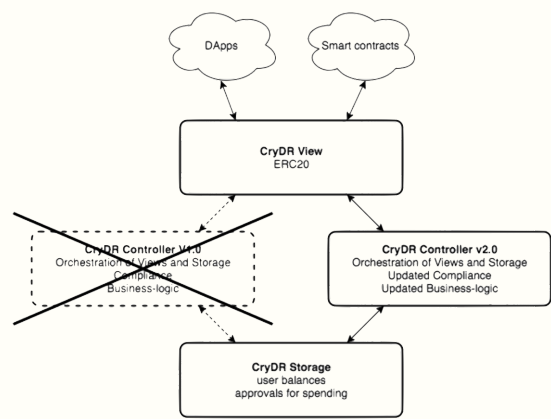 DApps
Smart contracts
CryDR View
ERC20
CryDR Controller V1.0
Orchestration of Views and Storage
Compliance
Business-logic
CryDR Controller v2.0
Orchestration of Views and Storage
Updated Compliance
Updated Business-logic
CryDR Storage
user balances
approvals for spending